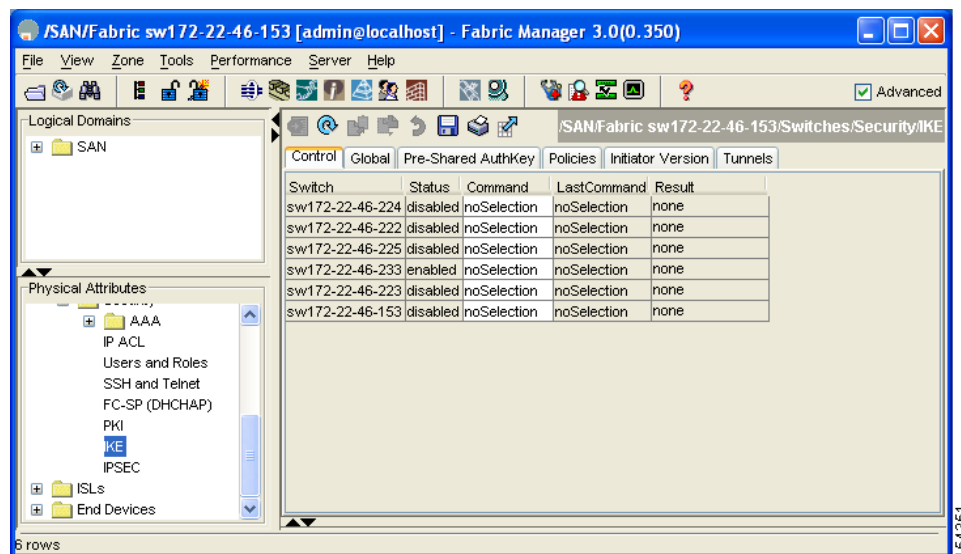 /SAN/Fabric sw172-22-46-153 [admin@localhost] - Fabric Manager 3.0(0.350)
File View Zone Tools Performance Server Help
Advanced
Logical Domains
SAN
/SAN/Fabric sw172-22-46-153/Switches/Security/IKE
Control Global Pre-Shared AuthKey Policies Initiator Version Tunnels
Switch Status Command LastCommand Result
sw172-22-46-224 disabled noSelection noSelection none
sw172-22-46-222 disabled noSelection noSelection none
sw172-22-46-225 disabled noSelection noSelection none
sw172-22-46-233 enabled noSelection noSelection none
sw172-22-46-223 disabled noSelection noSelection none
sw172-22-46-153 disabled noSelection noSelection none
Physical Attributes
AAA
IP ACL
Users and Roles
SSH and Telnet
FC-SP (DHCHAP)
PKI
IKE
IPSEC
ISLs
End Devices
6 rows